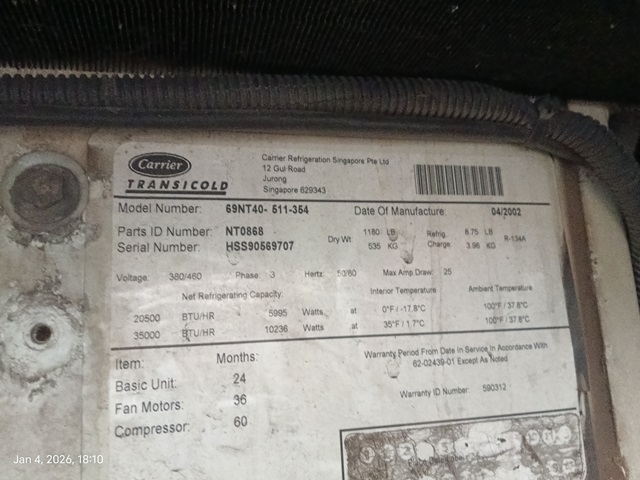 Carrier
TRANSICOLD
Carrier Refrigeration Singapore Pte Ltd
12 Gul Road
Jurong
Singapore 629343
Model Number: 69NT40- 511-354 Date Of Manufacture: 04/2002
Parts ID Number: NT0868
Serial Number: HSS90569707
Dry Wt: 1180 LB
535 KG
Refrig. Charge: 8.75 LB
3.96 KG
R-134A
Voltage: 380/460 Phase: 3 Hertz: 50/60 Max Amp Draw: 25
Net Refrigerating Capacity: Interior Temperature Ambient Temperature
20500 BTU/HR 5995 Watts at 0°F/-17.8°C 100°F/37.8°C
35000 BTU/HR 10236 Watts at 35°F/1.7°C 100°F/37.8°C
Item: Months:
Basic Unit: 24
Fan Motors: 36
Compressor: 60
Warranty Period From Date In Service In Accordance With
62-02439-01 Except As Noted
Warranty ID Number: 590312
Jan 4, 2026, 18:10